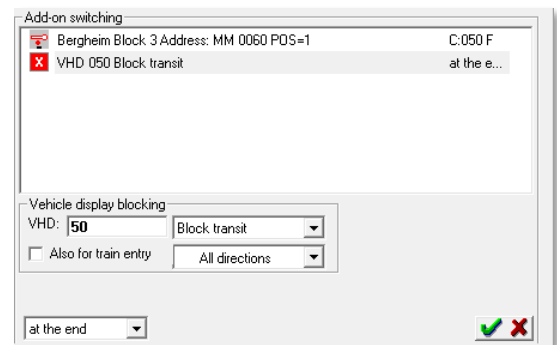 Add-on switching
Bergheim Block 3 Address: MM 0060 POS=1 C:050 F
X VHD 050 Block transit at the e...
Vehicle display blocking
VHD: 50 Block transit
Also for train entry All directions
at the end